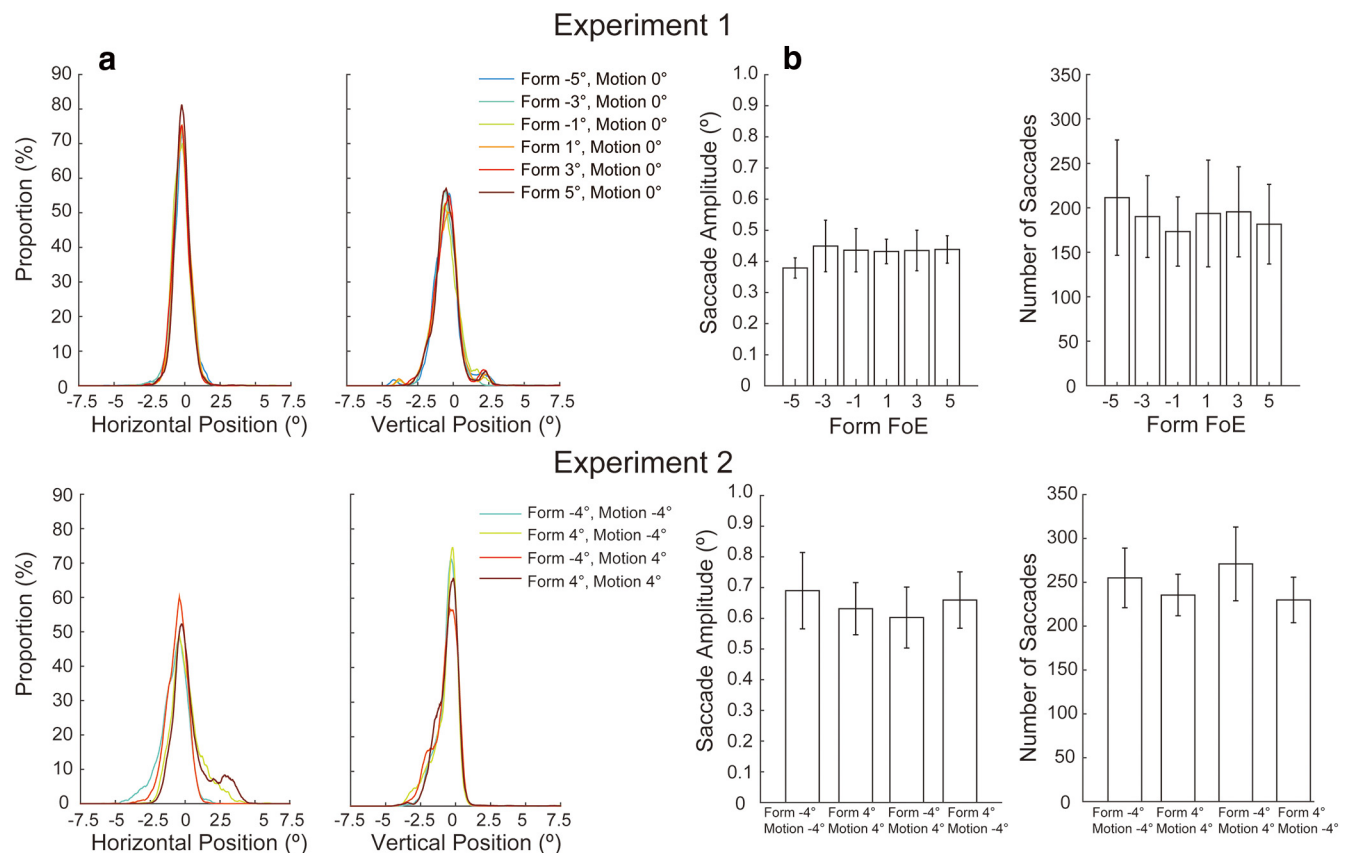 Experiment 1
a
90
80
70
60
50
40
30
20
10
0
Proportion (%)
-7.5 -5 -2.5 0 2.5 5 7.5
Horizontal Position (º)
-7.5 -5 -2.5 0 2.5 5 7.5
Vertical Position (º)
Form -5°, Motion 0°
Form -3°, Motion 0°
Form -1°, Motion 0°
Form 1°, Motion 0°
Form 3°, Motion 0°
Form 5°, Motion 0°
b
1.0
0.9
0.8
0.7
0.6
0.5
0.4
0.3
0.2
0.1
0
Saccade Amplitude (º)
-5 -3 -1 1 3 5
Form FoE
350
300
250
200
150
100
50
0
Number of Saccades
-5 -3 -1 1 3 5
Form FoE
Experiment 2
90
80
70
60
50
40
30
20
10
0
Proportion (%)
-7.5 -5 -2.5 0 2.5 5 7.5
Horizontal Position (º)
-7.5 -5 -2.5 0 2.5 5 7.5
Vertical Position (º)
Form -4°, Motion -4°
Form 4°, Motion -4°
Form -4°, Motion 4°
Form 4°, Motion 4°
1.0
0.9
0.8
0.7
0.6
0.5
0.4
0.3
0.2
0.1
0
Saccade Amplitude (º)
Form -4° Form 4° Form -4° Form 4°
Motion -4° Motion 4° Motion 4° Motion -4°
350
300
250
200
150
100
50
0
Number of Saccades
Form -4° Form 4° Form -4° Form 4°
Motion -4° Motion 4° Motion 4° Motion -4°